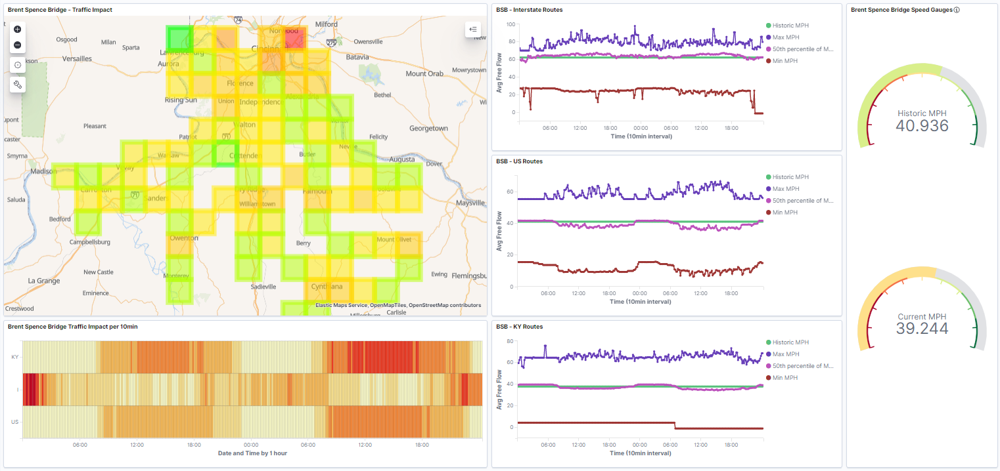 Brent Spence Bridge - Traffic Impact
74
Milford
Norwood
Osgood
Milan
Sparta
Lawrenceburg
Cincinn
275
Owensville
New
Versailles
Aurora
Batavia
kson
Mowrystown
Mount Orab
Florence
Bethel
Rising Sun
Union
Independence
Alexandria
Wi
upont
Pleasant
Walton
Mentor
Georgetown
caster
Patriot
71
Felicity
Smyrna
Warsaw
Crittenden
Butler
Neville
Augusta
Dover
Madison
Vevay
Carrollton
71
Sanders
Dry Ridge
Falmouth
Saluda
Williamstown
Maysville
Bedford
Campbellsburg
Owenton
Berry
Mount Olivet
New Castle
Monterey
Ewing
Flemingsbu
La Grange
Eminence
Sadieville
Cynthiana
Crestwood
Elastic Maps Service, OpenMapTiles, OpenStreetMap contributors
Millersburg
Carlisle
BSB - Interstate Routes
100
80
60
40
20
0
Avg Free Flow
06:00 12:00 18:00 00:00 06:00 12:00 18:00
Time (10min interval)
Historic MPH
Max MPH
50th percentile of M...
Min MPH
BSB - US Routes
60
40
20
0
Avg Free Flow
06:00 12:00 18:00 00:00 06:00 12:00 18:00
Time (10min interval)
Historic MPH
Max MPH
50th percentile of M...
Min MPH
Brent Spence Bridge Speed Gauges
Historic MPH
40.936
Current MPH
39.244
Brent Spence Bridge Traffic Impact per 10min
KY
I
US
06:00 12:00 18:00 00:00 06:00 12:00 18:00
Date and Time by 1 hour
BSB - KY Routes
80
60
40
20
0
Avg Free Flow
06:00 12:00 18:00 00:00 06:00 12:00 18:00
Time (10min interval)
Historic MPH
Max MPH
50th percentile of M...
Min MPH